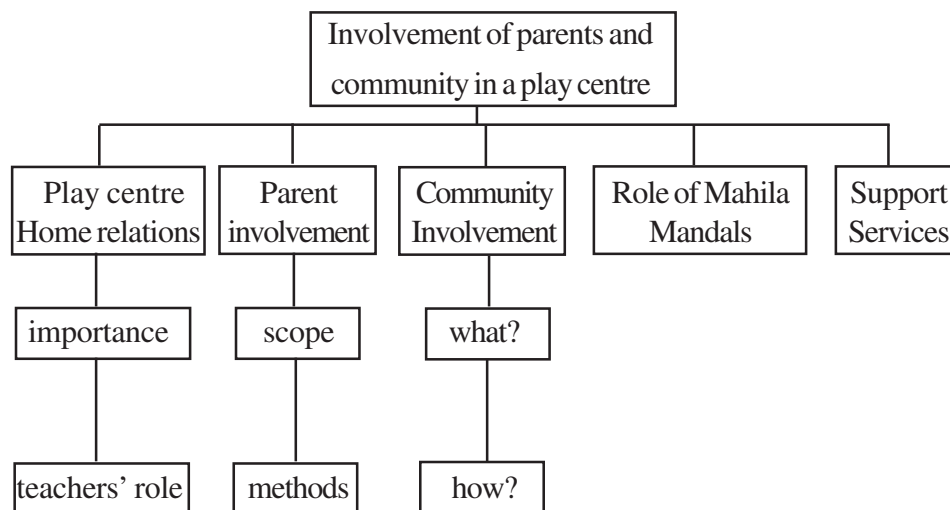 Involvement of parents and
community in a play centre
Play centre
Home relations
Parent
involvement
Community
Involvement
Role of Mahila
Mandals
Support
Services
importance
scope
what?
teachers’ role
methods
how?